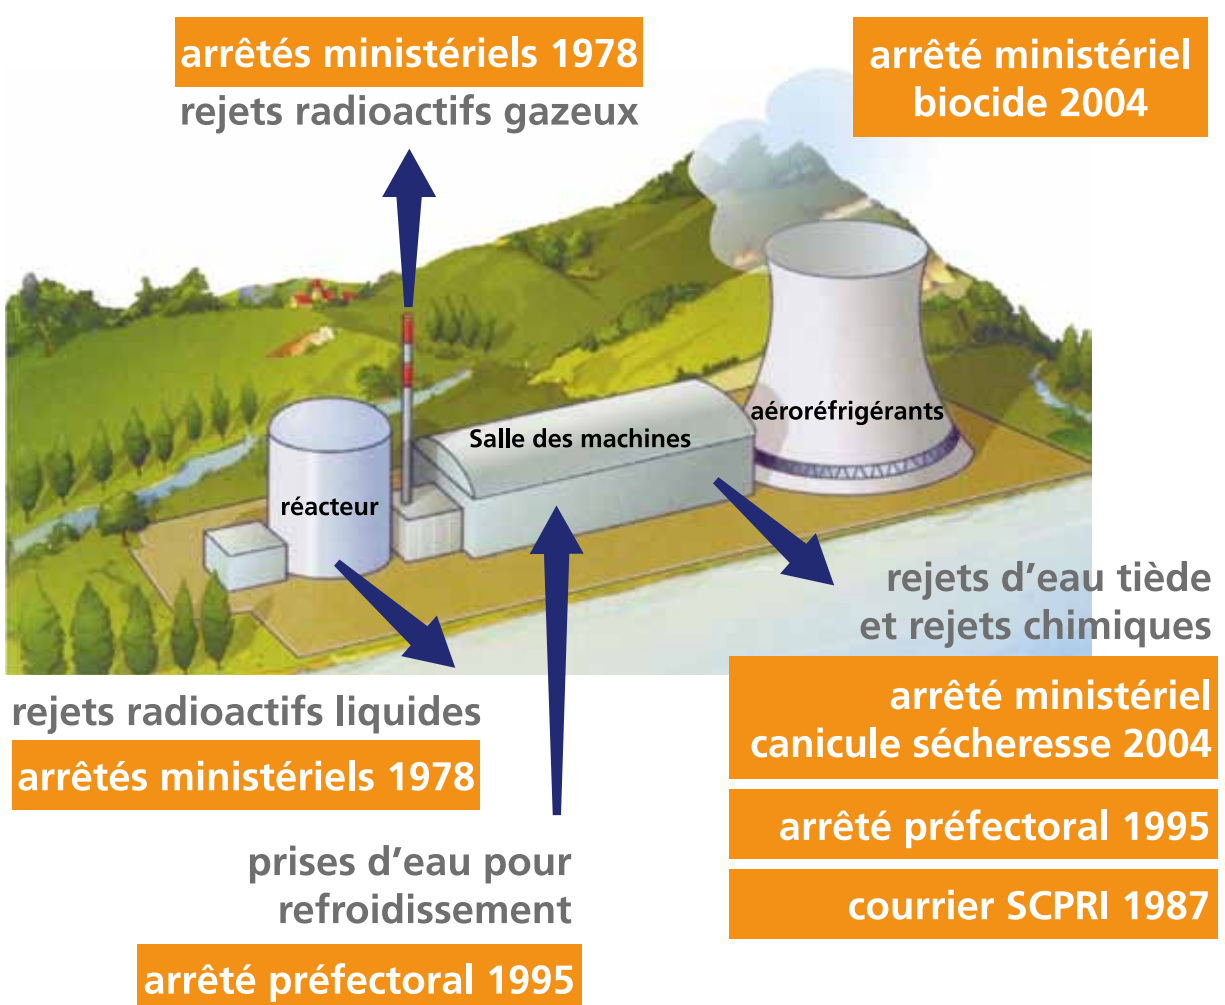 arrêtés ministériels 1978
rejets radioactifs gazeux
arrêté ministériel
biocide 2004
aéroréfrigérants
Salle des machines
réacteur
rejets d’eau tiède
et rejets chimiques
arrêté ministériel
canicule sécheresse 2004
arrêté préfectoral 1995
courrier SCPRI 1987
rejets radioactifs liquides
arrêtés ministériels 1978
prises d’eau pour
refroidissement
arrêté préfectoral 1995